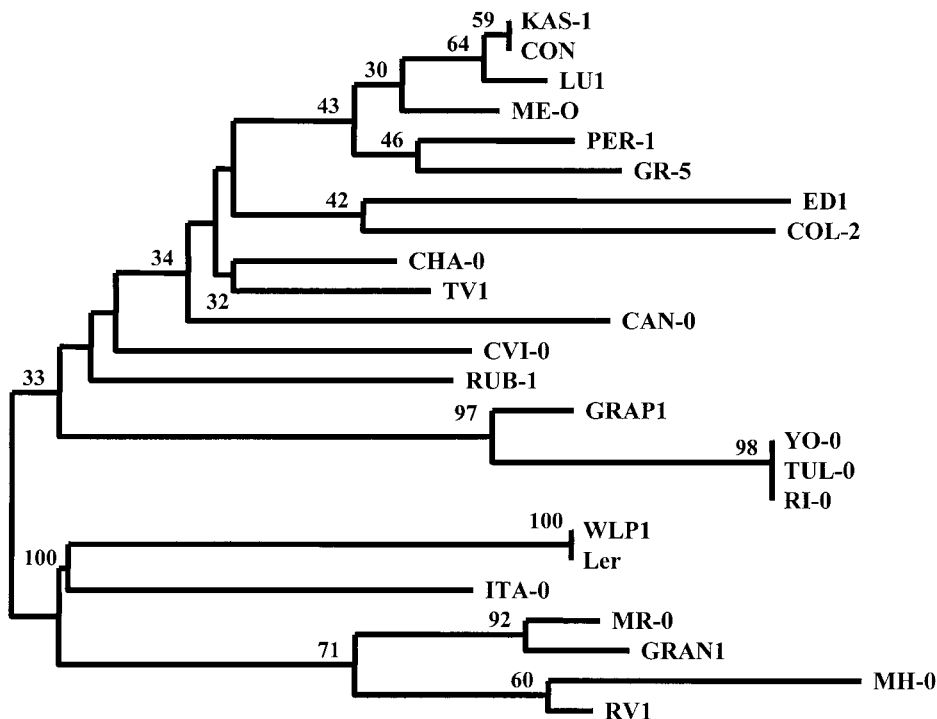 59 KAS-1
CON
64
LU1
30
ME-O
43
46 PER-1
GR-5
42 ED1
COL-2
34 CHA-0
32 TV1
CAN-0
CVI-0
33 RUB-1
97 GRAP1
98 YO-0
TUL-0
RI-0
100 WLP1
Ler
100
ITA-0
92 MR-0
GRAN1
71
60 MH-0
RV1